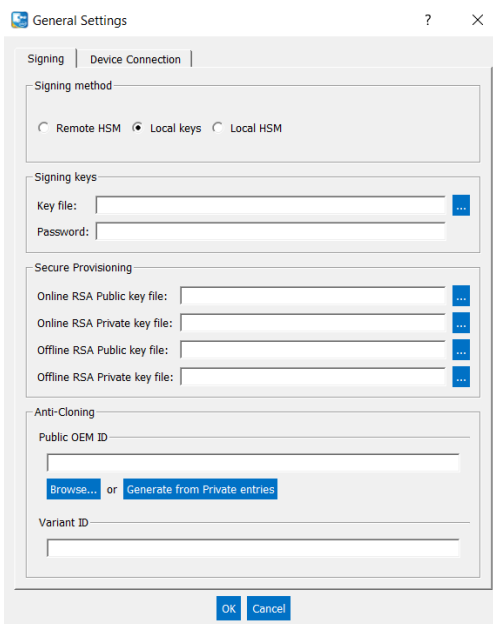 General Settings ? ×
Signing Device Connection
Signing method
Remote HSM Local keys Local HSM
Signing keys
Key file: ...
Password:
Secure Provisioning
Online RSA Public key file: ...
Online RSA Private key file: ...
Offline RSA Public key file: ...
Offline RSA Private key file: ...
Anti-Cloning
Public OEM ID
Browse... or Generate from Private entries
Variant ID
OK Cancel